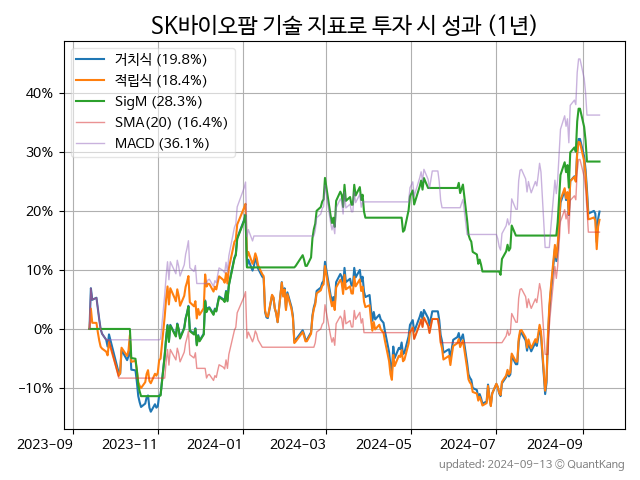 SK바이오팜 기술 지표로 투자 시 성과 (1년)
거치식 (19.8%)
적립식 (18.4%)
SigM (28.3%)
SMA(20) (16.4%)
MACD (36.1%)
40%
30%
20%
10%
0%
−10%
2023-09 2023-11 2024-01 2024-03 2024-05 2024-07 2024-09
updated: 2024-09-13 © QuantKang